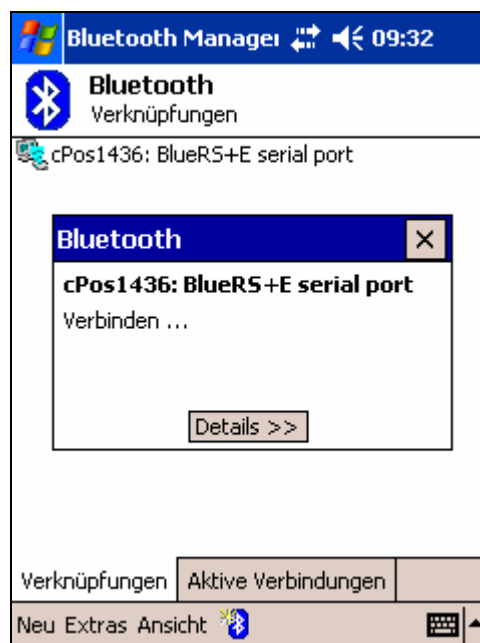 Bluetooth Manager 09:32
Bluetooth
Verknüpfungen
cPos1436: BlueRS+E serial port
Bluetooth
cPos1436: BlueRS+E serial port
Verbinden ...
Details >>
Verknüpfungen Aktive Verbindungen
Neu Extras Ansicht